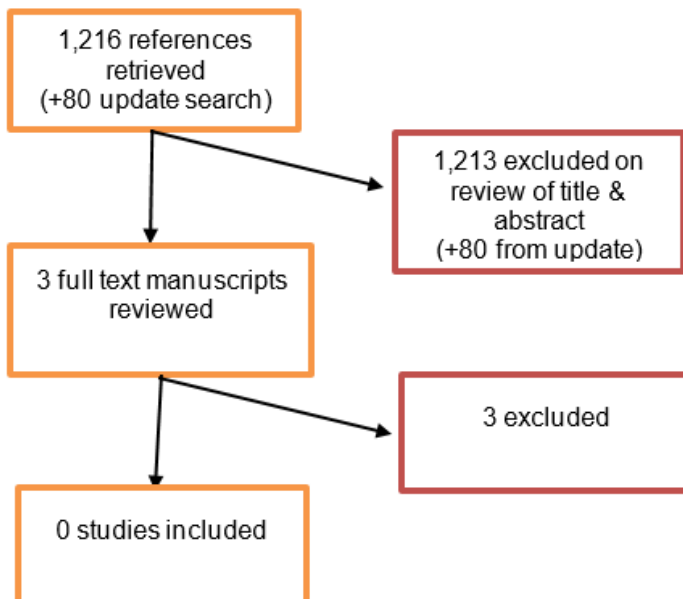 1,216 references
retrieved
(+80 update search)
1,213 excluded on
review of title &
abstract
(+80 from update)
3 full text manuscripts
reviewed
3 excluded
0 studies included